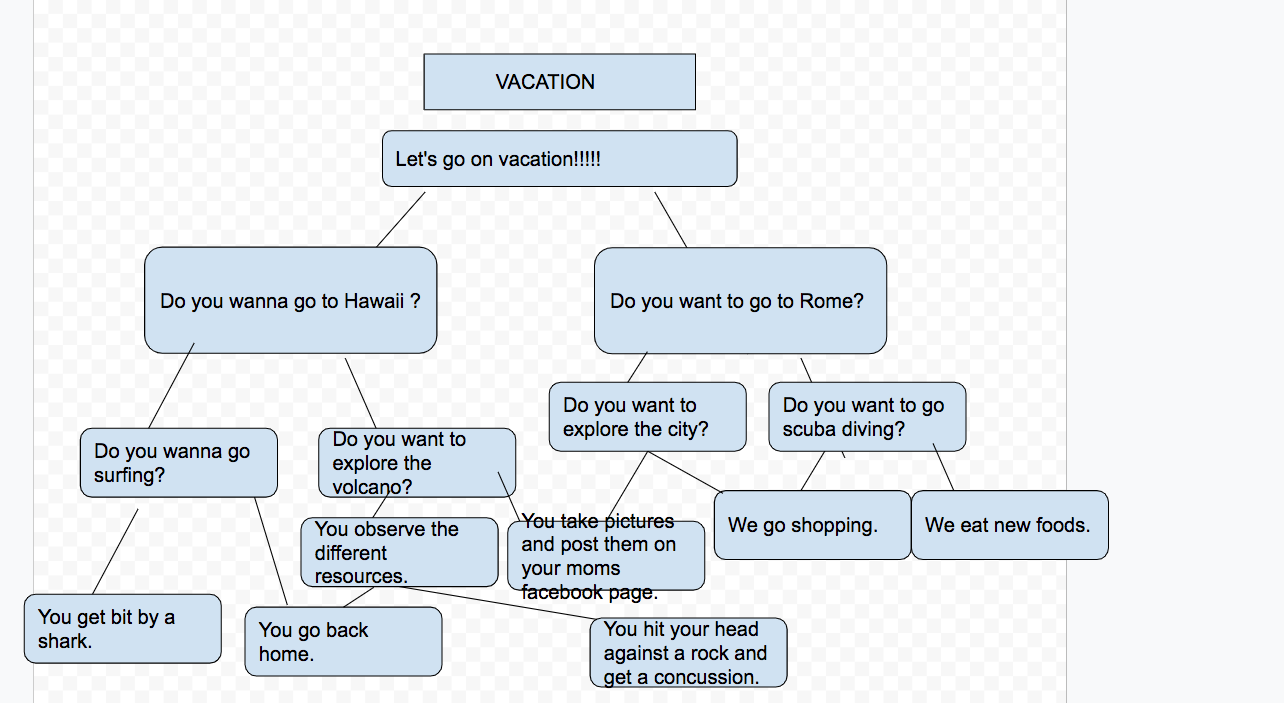 VACATION
Let's go on vacation!!!!!
Do you wanna go to Hawaii ?
Do you want to go to Rome?
Do you want to
explore the city?
Do you want to go
scuba diving?
Do you wanna go
surfing?
Do you want to
explore the
volcano?
You observe the
different
resources.
You take pictures
and post them on
your moms
facebook page.
We go shopping.
We eat new foods.
You get bit by a
shark.
You go back
home.
You hit your head
against a rock and
get a concussion.